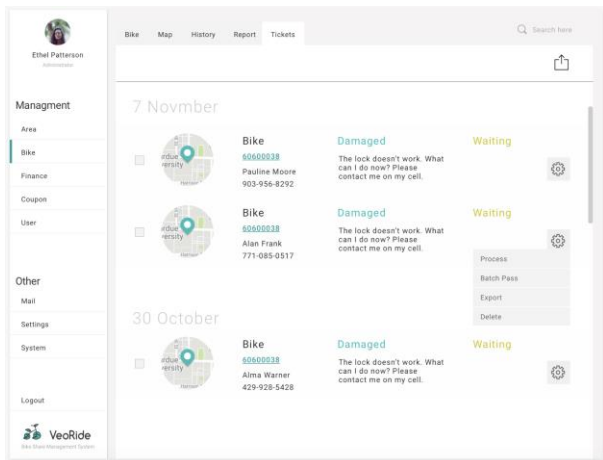 Ethel Patterson
Administrator
Managment
Area
Bike
Finance
Coupon
User
Other
Mail
Settings
System
Logout
VeoRide
Bike Share Management System
Bike Map History Report Tickets
Search here
7 Novmber
Bike
60600038
Pauline Moore
903-956-8292
Damaged
The lock doesn't work. What
can I do now? Please
contact me on my cell.
Waiting
Bike
60600038
Alan Frank
771-085-0517
Damaged
The lock doesn't work. What
can I do now? Please
contact me on my cell.
Waiting
Process
Batch Pass
Export
Delete
30 October
Bike
60600038
Alma Warner
429-928-5428
Damaged
The lock doesn't work. What
can I do now? Please
contact me on my cell.
Waiting